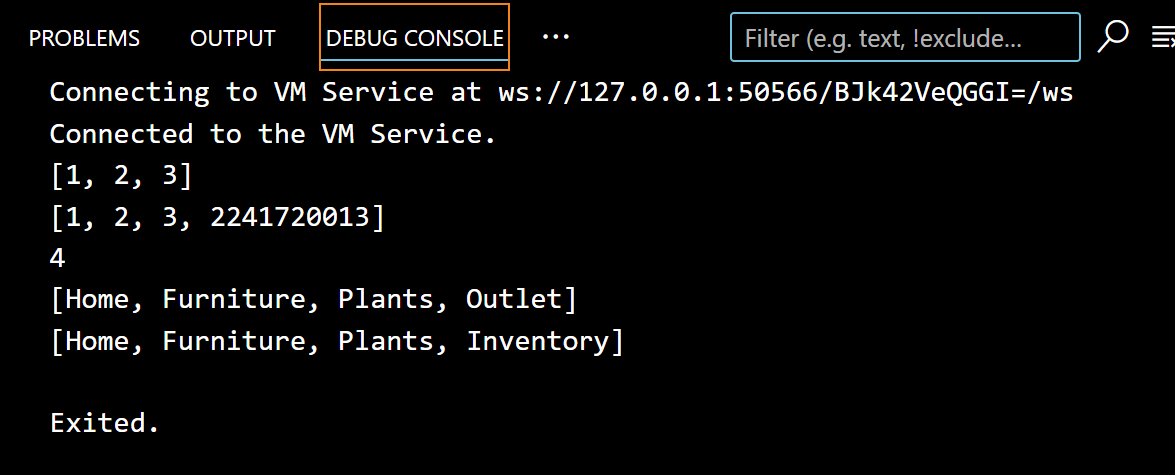 PROBLEMS OUTPUT DEBUG CONSOLE ... Filter (e.g. text, !exclude...
Connecting to VM Service at ws://127.0.0.1:50566/BJk42VeQGGI=/ws
Connected to the VM Service.
[1, 2, 3]
[1, 2, 3, 2241720013]
4
[Home, Furniture, Plants, Outlet]
[Home, Furniture, Plants, Inventory]
Exited.